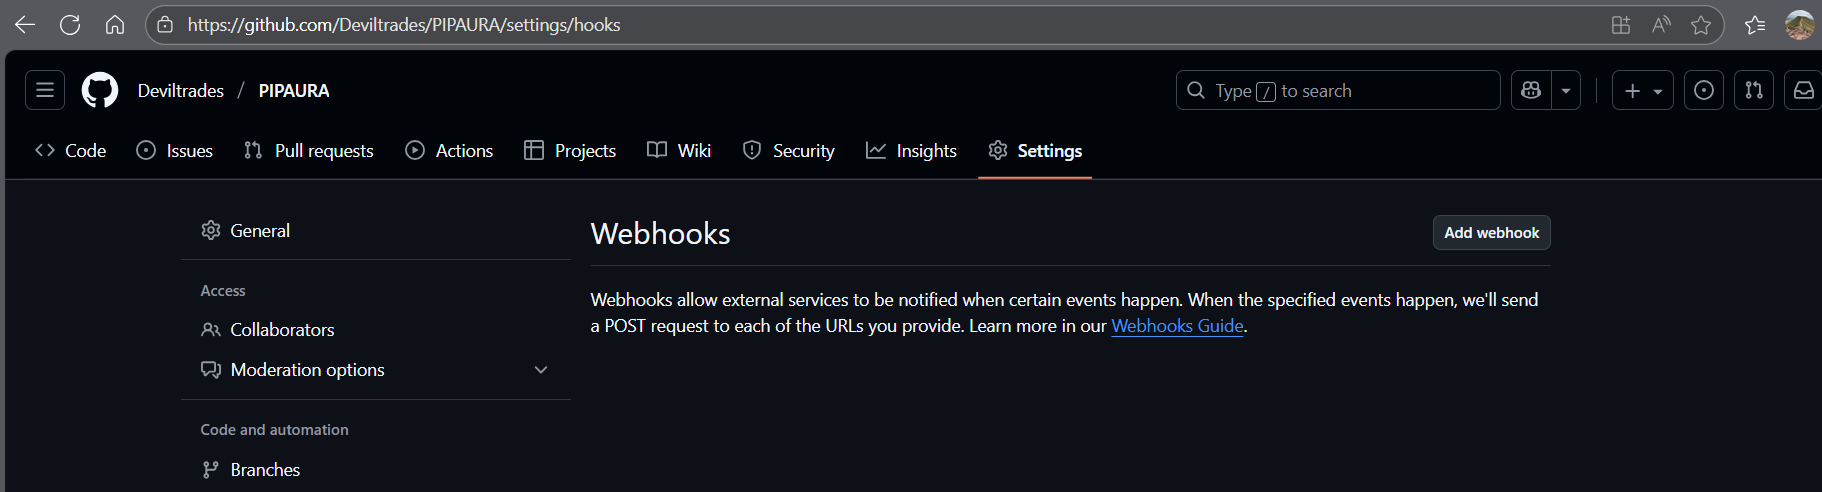 https://github.com/Deviltrades/PIPAURA/settings/hooks
Deviltrades / PIPAURA
Type / to search
Code Issues Pull requests Actions Projects Wiki Security Insights Settings
General
Webhooks
Add webhook
Access
Webhooks allow external services to be notified when certain events happen. When the specified events happen, we'll send
a POST request to each of the URLs you provide. Learn more in our Webhooks Guide.
Collaborators
Moderation options
Code and automation
Branches